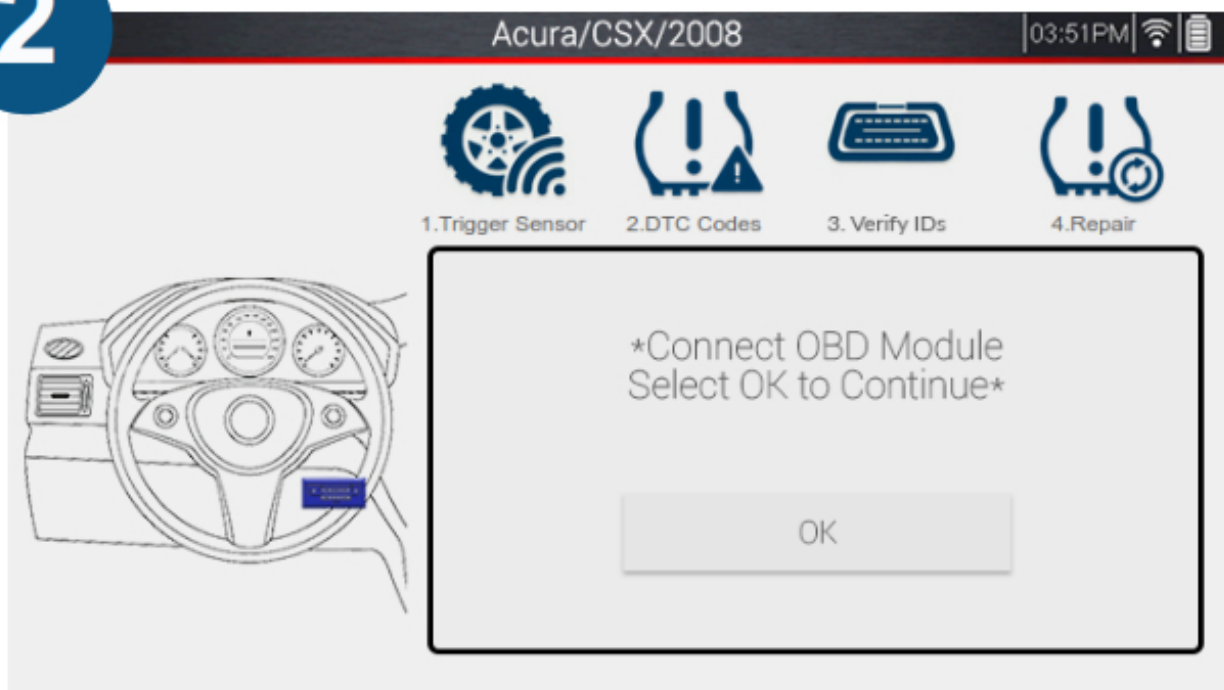 2
Acura/CSX/2008
03:51PM
1.Trigger Sensor
2.DTC Codes
3. Verify IDs
4.Repair
*Connect OBD Module
Select OK to Continue*
OK